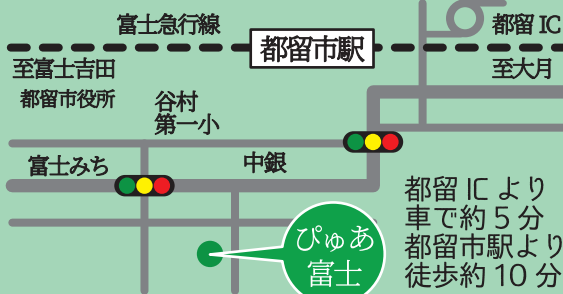 富士急行線
都留市駅
都留 IC
至富士吉田
至大月
都留市役所
谷村
第一小
富士みち
中銀
ぴゅあ
富士
都留 IC より
車で約 5 分
都留市駅より
徒歩約 10 分